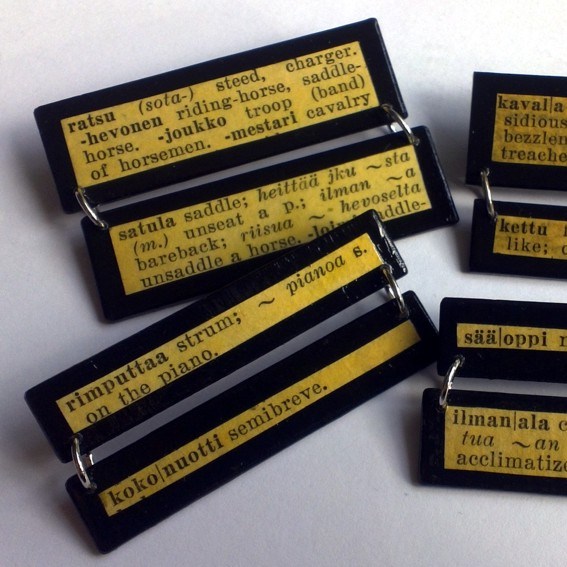 ratsu (sota-) steed, charger.
-hevonen riding-horse, saddle-
horse. -joukko troop (band)
of horsemen. -mestari cavalry
satula saddle; heittää jku ~sta
(m.) unseat a p.; ilman ~a
bareback; riisua ~ hevoselta
unsaddle a horse.
rimputtaa strum; ~ pianoa s.
on the piano.
koko|nuotti semibreve.
kaval|a
sidious
bezzlen
treache
kettu
like;
sää|oppi
ilman|ala
tua ~an
acclimatize